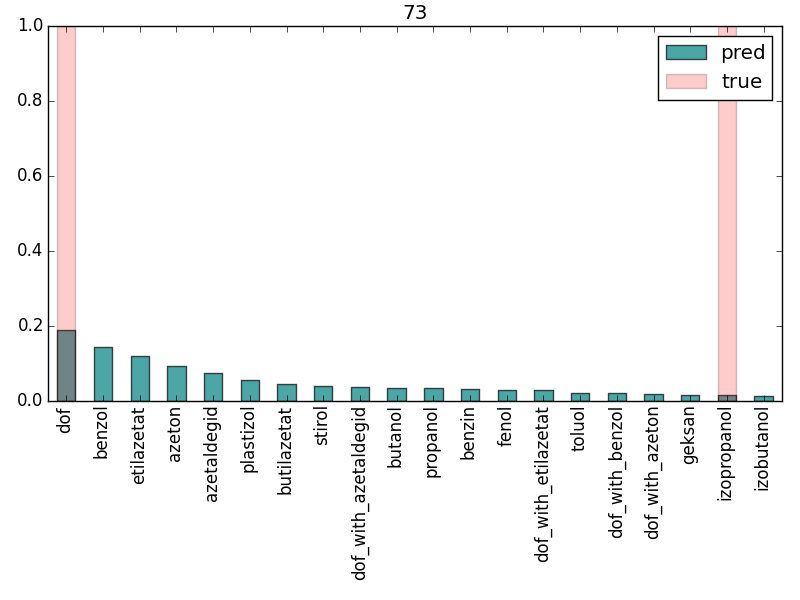 73
1.0
0.8
0.6
0.4
0.2
0.0
pred
true
dof
benzol
etilazetat
azeton
azetaldegid
plastizol
butilazetat
stirol
dof_with_azetaldegid
butanol
propanol
benzin
fenol
dof_with_etilazetat
toluol
dof_with_benzol
dof_with_azeton
geksan
izopropanol
izobutanol